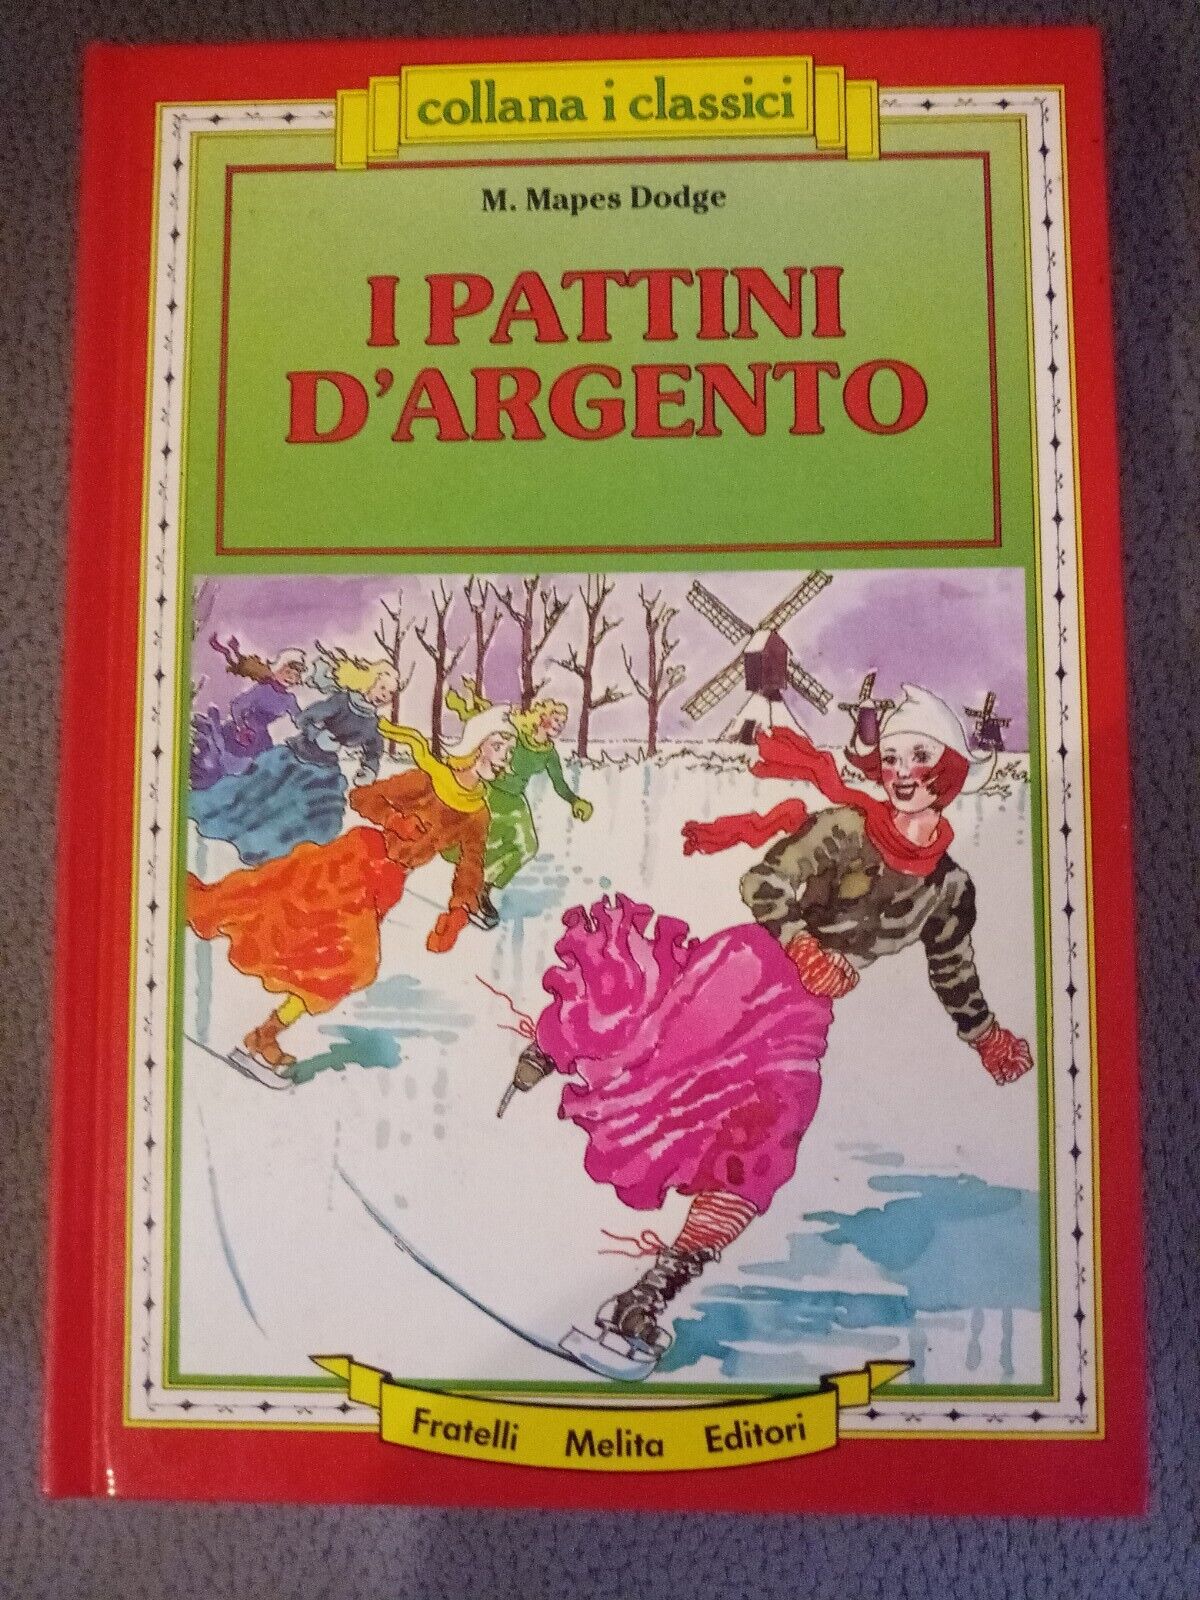 collana i classici
M. Mapes Dodge
I PATTINI
D'ARGENTO
Fratelli Melita Editori